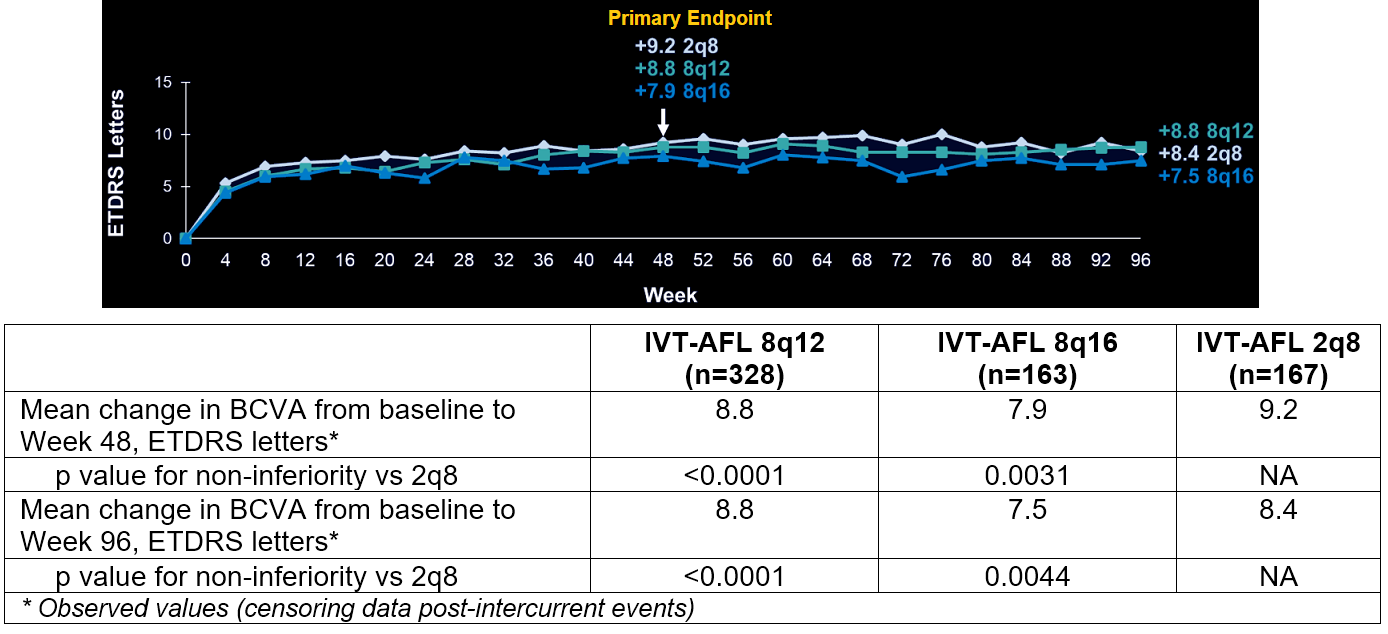 Primary Endpoint
+9.2 2q8
+8.8 8q12
+7.9 8q16
ETDRS Letters
15
10
5
0
+8.8 8q12
+8.4 2q8
+7.5 8q16
0 4 8 12 16 20 24 28 32 36 40 44 48 52 56 60 64 68 72 76 80 84 88 92 96
Week
IVT-AFL 8q12 IVT-AFL 8q16 IVT-AFL 2q8
(n=328) (n=163) (n=167)
Mean change in BCVA from baseline to 8.8 7.9 9.2
Week 48, ETDRS letters*
p value for non-inferiority vs 2q8 <0.0001 0.0031 NA
Mean change in BCVA from baseline to 8.8 7.5 8.4
Week 96, ETDRS letters*
p value for non-inferiority vs 2q8 <0.0001 0.0044 NA
* Observed values (censoring data post-intercurrent events)